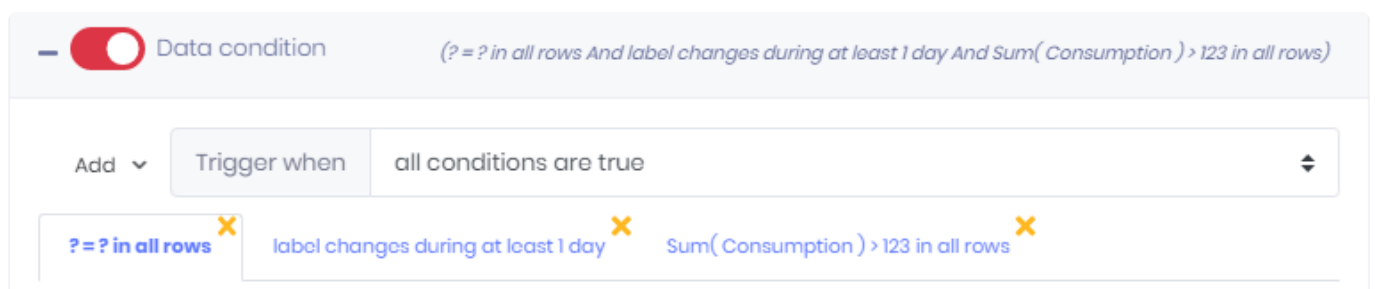 Data condition (? = ? in all rows And label changes during at least 1 day And Sum( Consumption ) > 123 in all rows)
Add Trigger when all conditions are true
? = ? in all rows label changes during at least 1 day Sum( Consumption ) > 123 in all rows